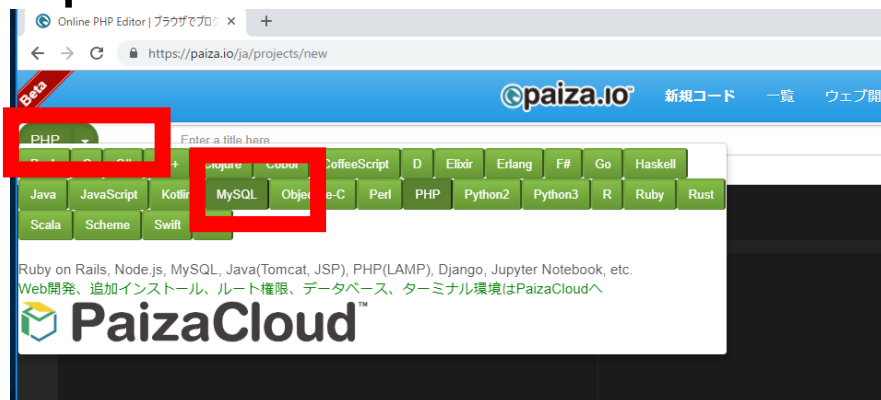 Online PHP Editor | ブラウザでプロ
https://paiza.io/ja/projects/new
Beta
paiza.IO 新規コード 一覧 ウェブ開
PHP Enter a title here
Clojure Cobol CoffeeScript D Elixir Erlang F# Go Haskell
Java JavaScript Kotlin MySQL Perl PHP Python2 Python3 R Ruby Rust
Scala Scheme Swift
Ruby on Rails, Node.js, MySQL, Java(Tomcat, JSP), PHP(LAMP), Django, Jupyter Notebook, etc.
Web開発、追加インストール、ルート権限、データベース、ターミナル環境はPaizaCloudへ
PaizaCloud™